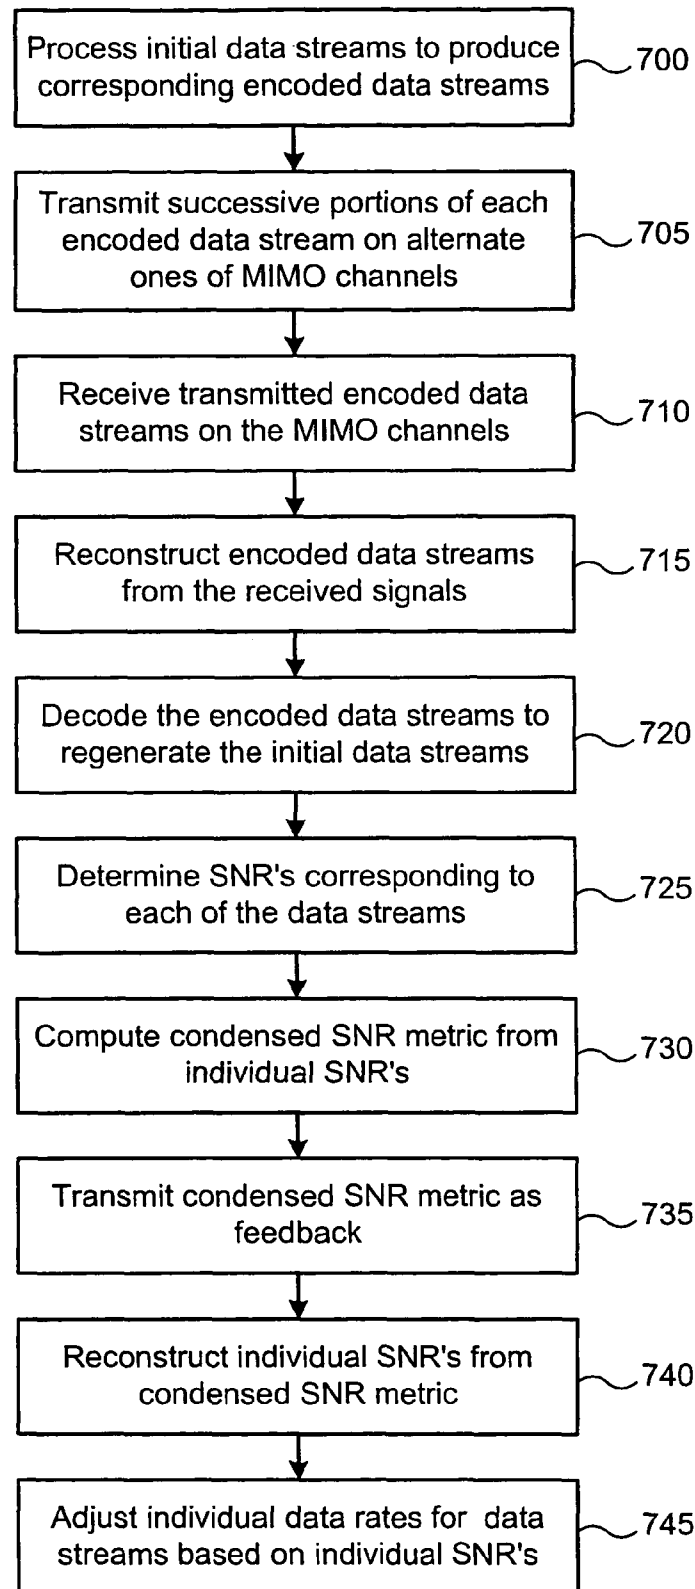 Process initial data streams to produce
corresponding encoded data streams
700
Transmit successive portions of each
encoded data stream on alternate
ones of MIMO channels
705
Receive transmitted encoded data
streams on the MIMO channels
710
Reconstruct encoded data streams
from the received signals
715
Decode the encoded data streams to
regenerate the initial data streams
720
Determine SNR's corresponding to
each of the data streams
725
Compute condensed SNR metric from
individual SNR's
730
Transmit condensed SNR metric as
feedback
735
Reconstruct individual SNR's from
condensed SNR metric
740
Adjust individual data rates for data
streams based on individual SNR's
745